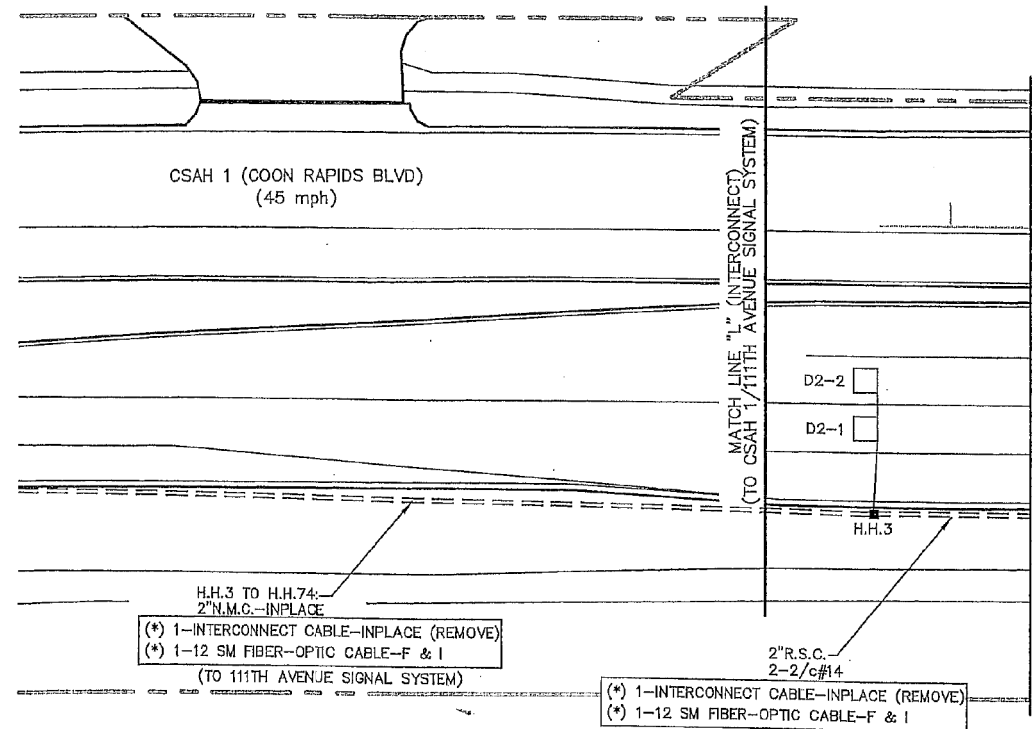 CSAH 1 (COON RAPIDS BLVD)
(45 mph)
MATCH LINE "L" (INTERCONNECT)
(TO CSAH 1/111TH AVENUE SIGNAL SYSTEM)
D2-2
D2-1
H.H.3
H.H.3 TO H.H.74:
2"N.M.C.-INPLACE
(*) 1-INTERCONNECT CABLE-INPLACE (REMOVE)
(*) 1-12 SM FIBER-OPTIC CABLE-F & I
(TO 111TH AVENUE SIGNAL SYSTEM)
2"R.S.C.
2-2/c#14
(*) 1-INTERCONNECT CABLE-INPLACE (REMOVE)
(*) 1-12 SM FIBER-OPTIC CABLE-F & I